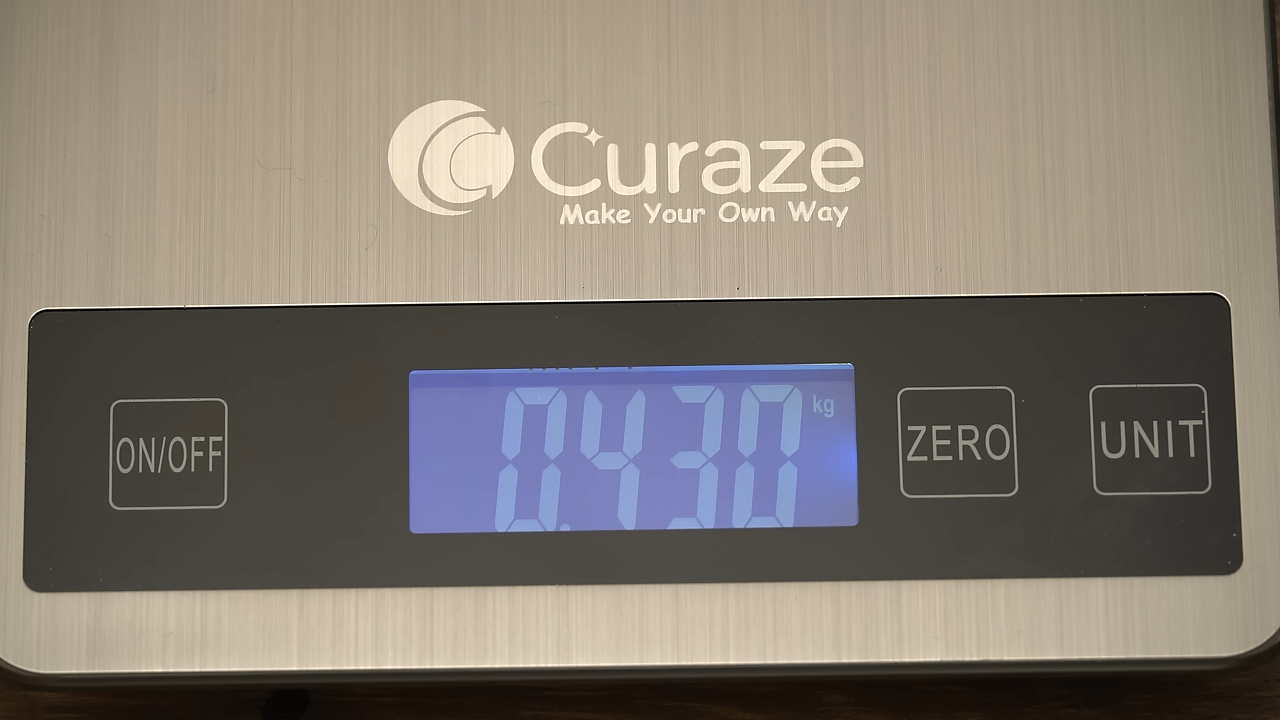 Curaze
Make Your Own Way
ON/OFF
0.430 kg
ZERO
UNIT